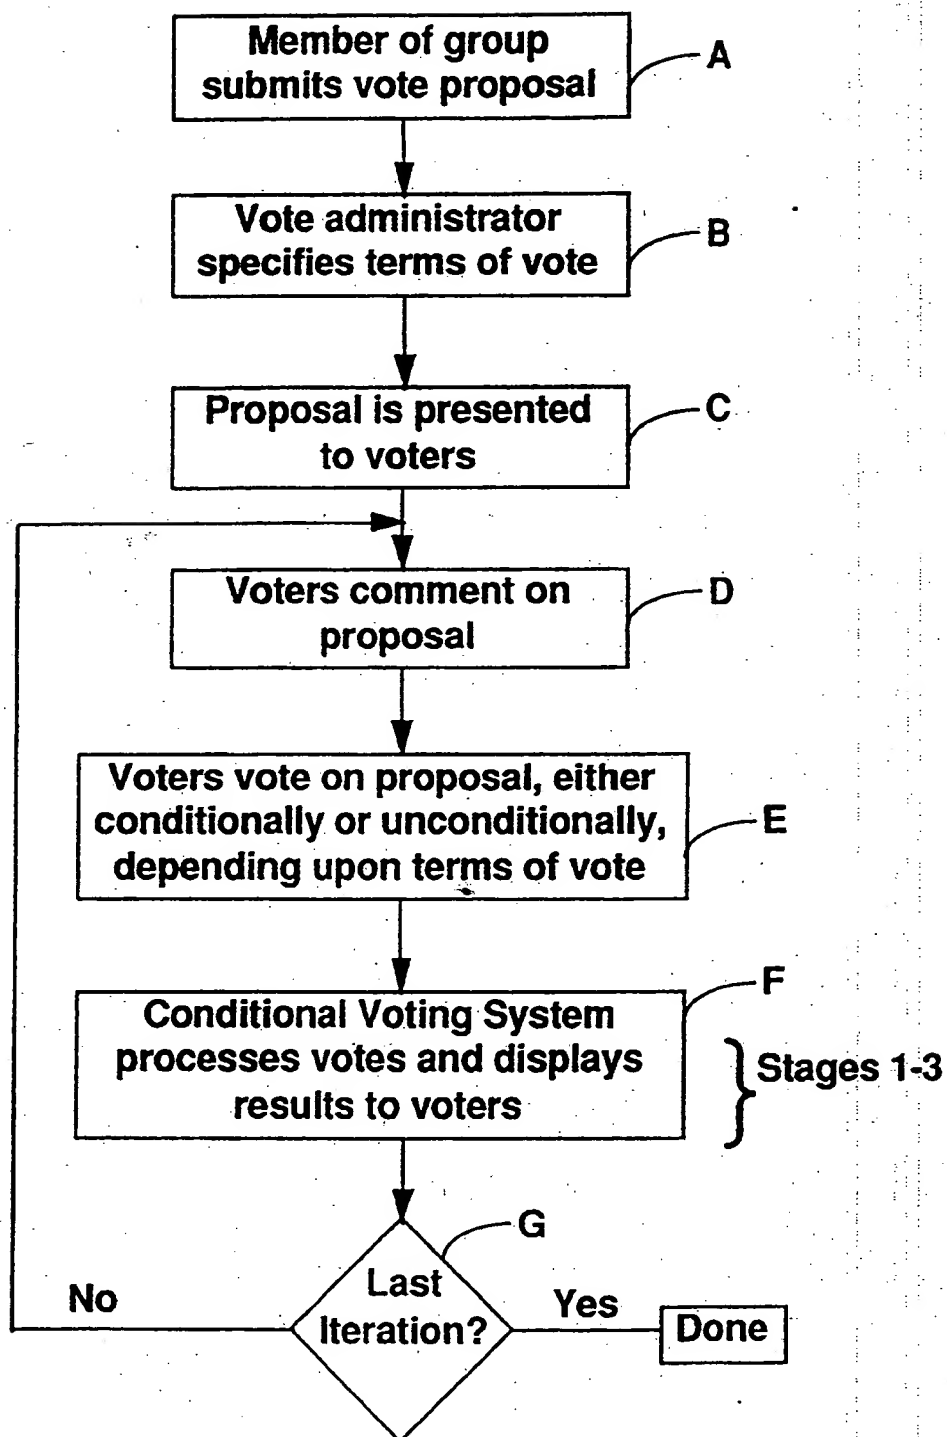 Member of group
submits vote proposal
A
Vote administrator
specifies terms of vote
B
Proposal is presented
to voters
C
Voters comment on
proposal
D
Voters vote on proposal, either
conditionally or unconditionally,
depending upon terms of vote
E
Conditional Voting System
processes votes and displays
results to voters
F
Stages 1-3
G
Last
Iteration?
No
Yes
Done